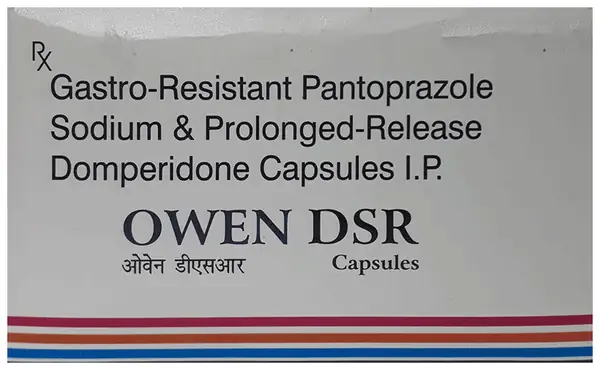 Rx
Gastro-Resistant Pantoprazole
Sodium & Prolonged-Release
Domperidone Capsules I.P.
OWEN DSR
ओवेन डीएसआर Capsules